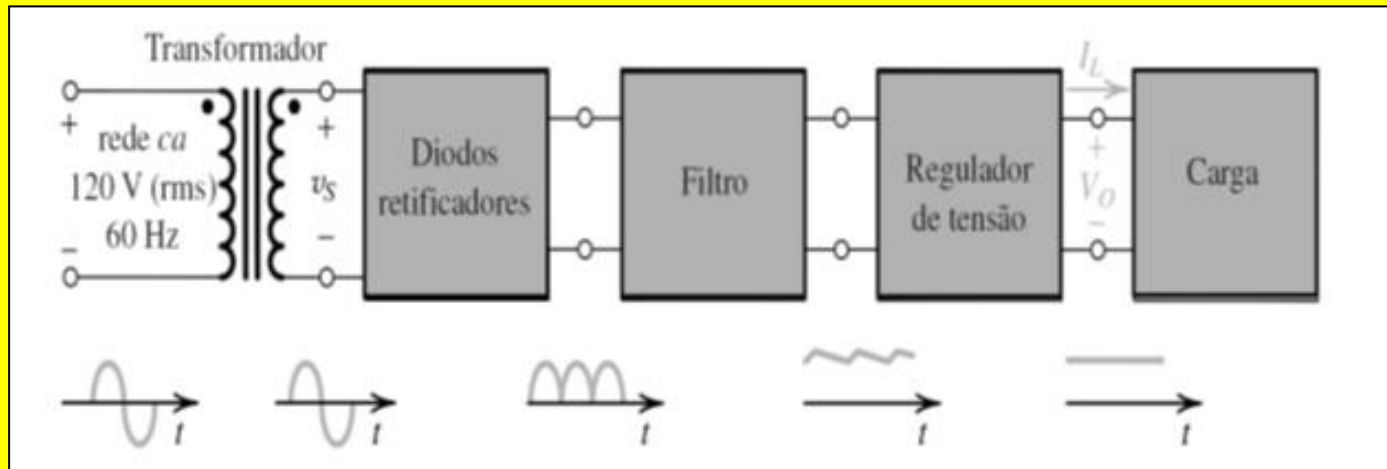 Transformador
+
rede ca
120 V (rms)
60 Hz
–
+
vS
–
Diodos
retificadores
Filtro
Regulador
de tensão
IL
+
VO
–
Carga
t
t
t
t
t